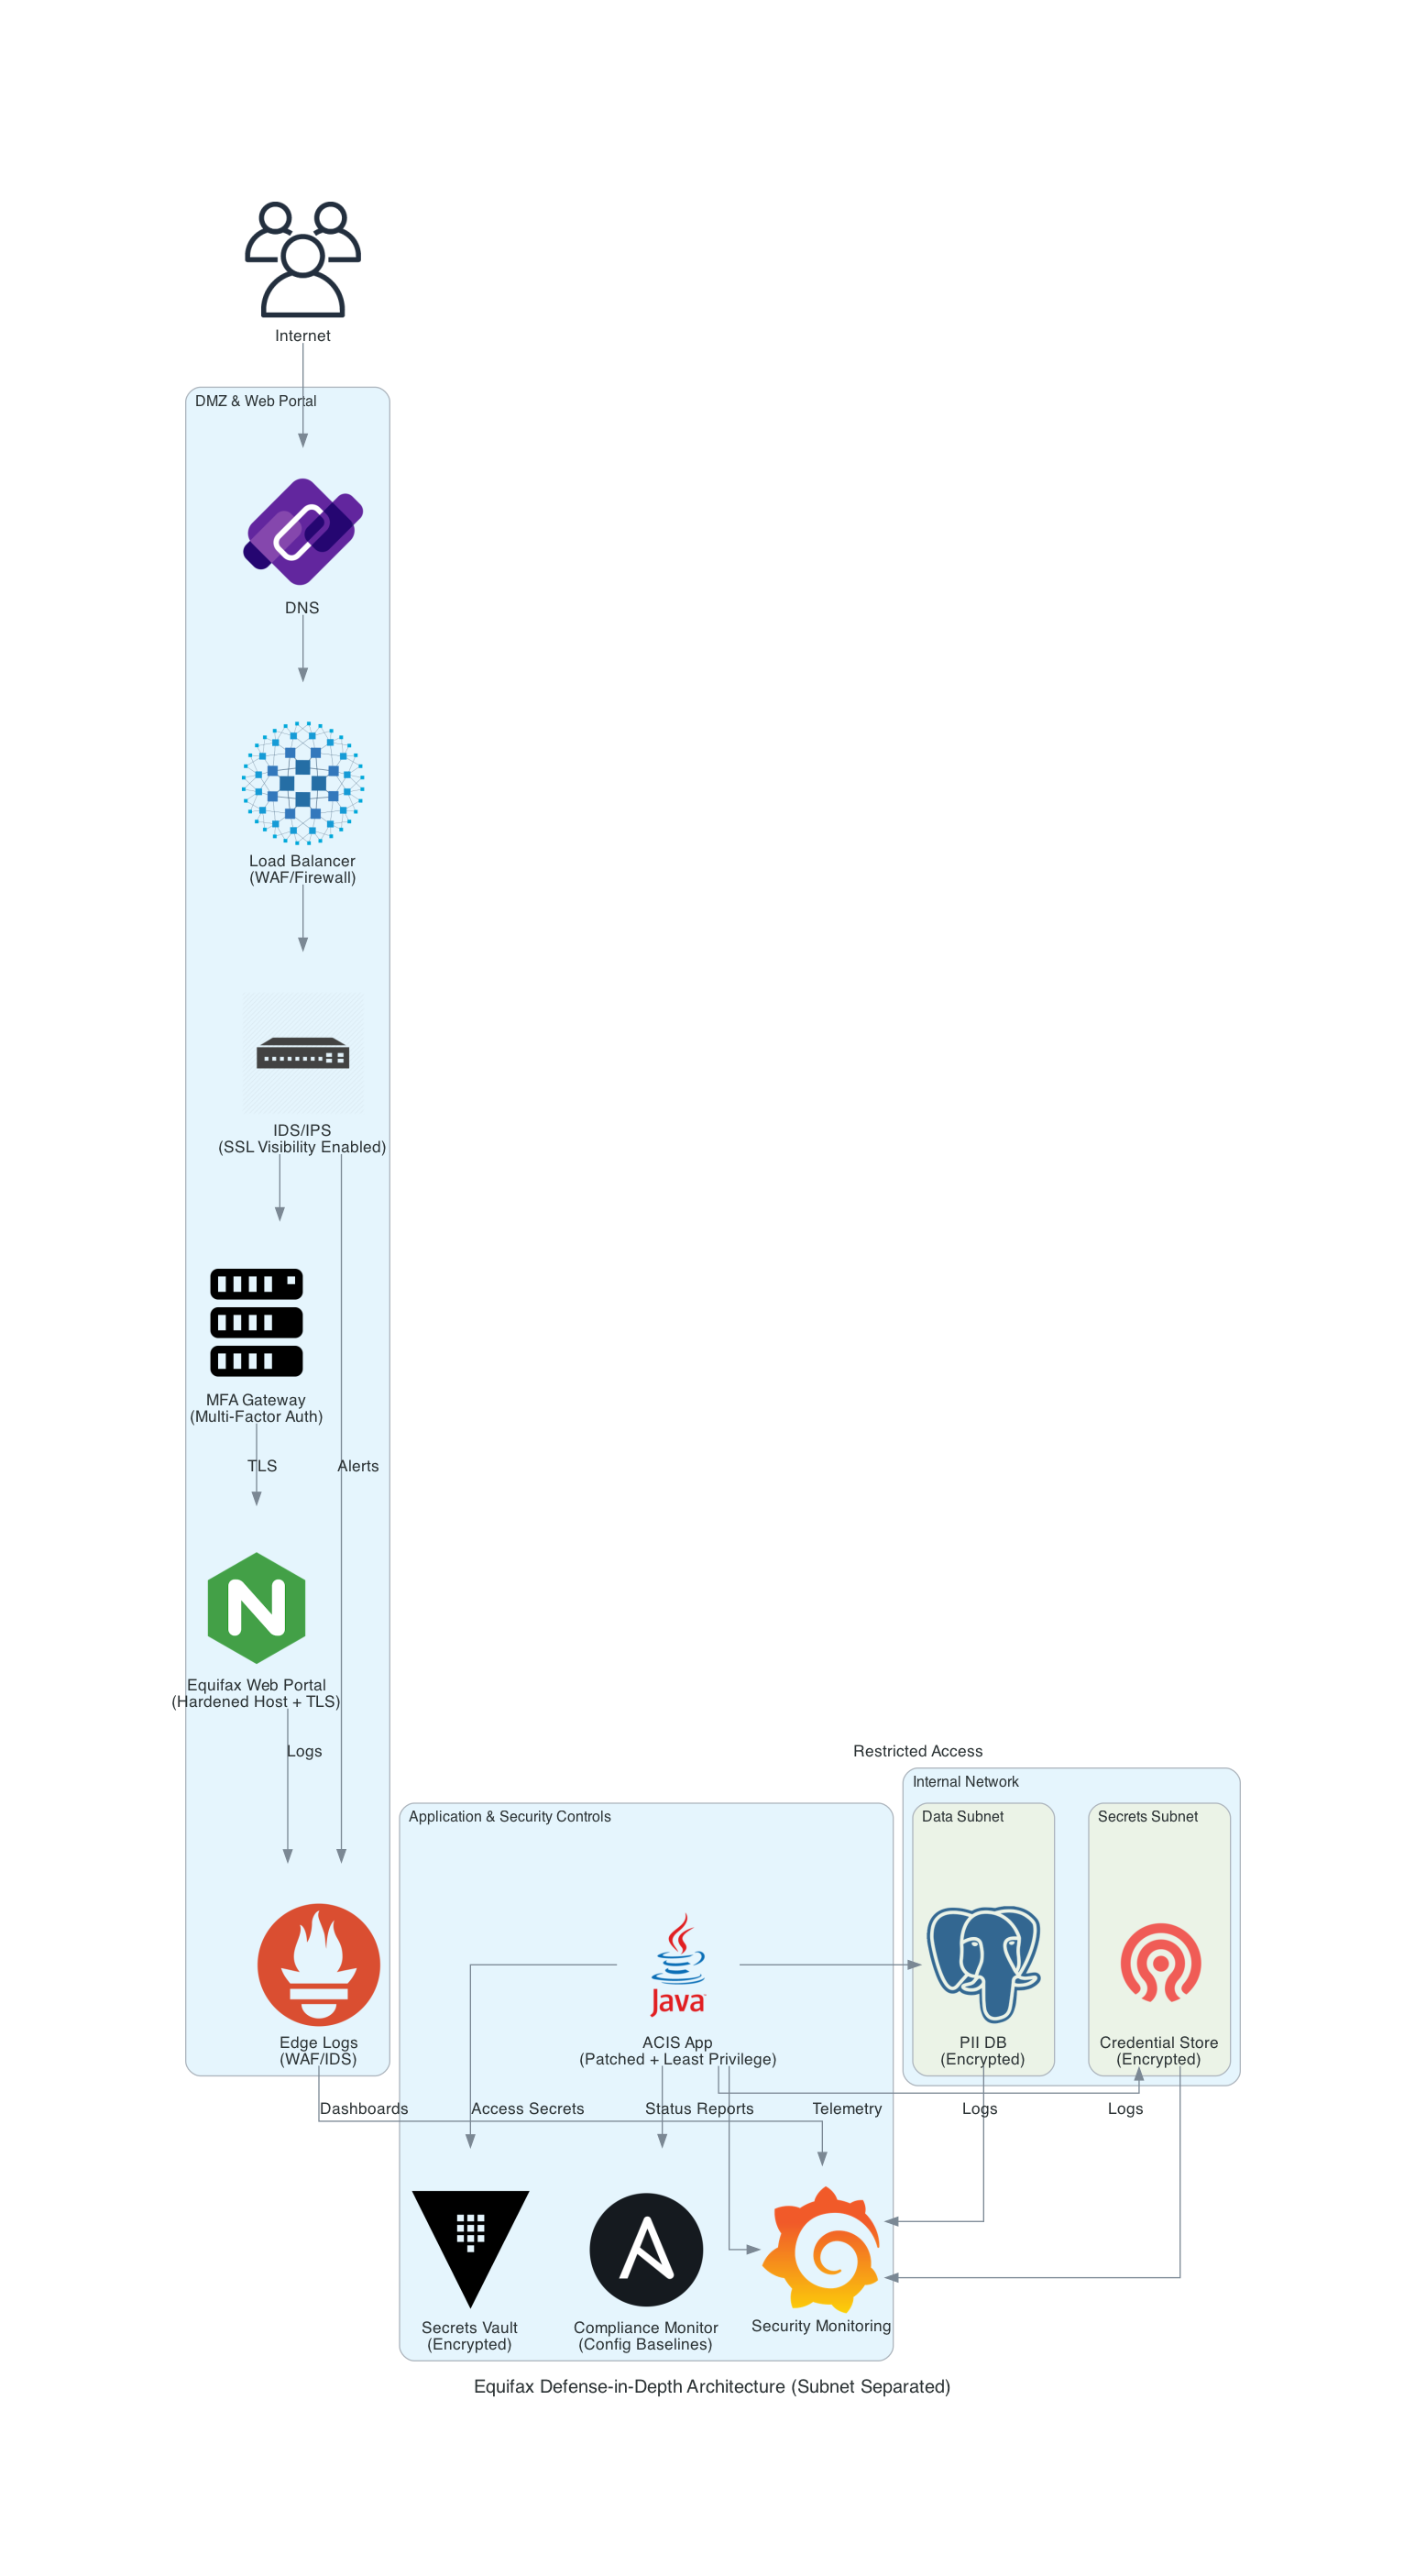 Internet
DMZ & Web Portal
DNS
Load Balancer
(WAF/Firewall)
IDS/IPS
(SSL Visibility Enabled)
MFA Gateway
(Multi-Factor Auth)
TLS
Alerts
Equifax Web Portal
(Hardened Host + TLS)
Logs
Restricted Access
Internal Network
Application & Security Controls
Data Subnet
Secrets Subnet
Java
Edge Logs
(WAF/IDS)
ACIS App
(Patched + Least Privilege)
PII DB
(Encrypted)
Credential Store
(Encrypted)
Dashboards
Access Secrets
Status Reports
Telemetry
Logs
Logs
Secrets Vault
(Encrypted)
Compliance Monitor
(Config Baselines)
Security Monitoring
Equifax Defense-in-Depth Architecture (Subnet Separated)